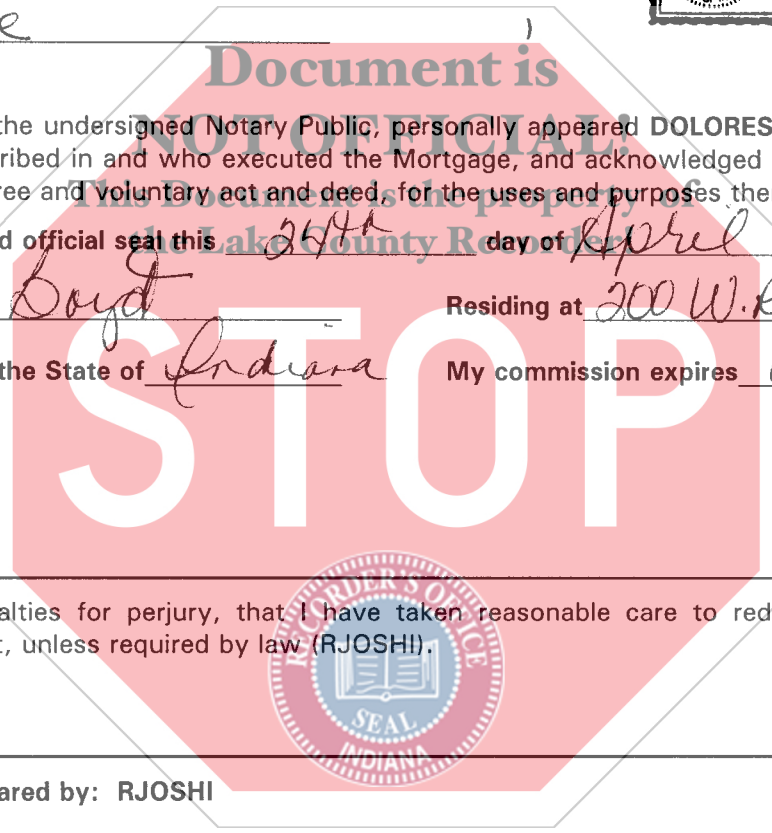 Document is
NOT OFFICIAL!
the undersigned Notary Public, personally appeared DOLORES
ribed in and who executed the Mortgage, and acknowledged
ree and voluntary act and deed, for the uses and purposes the
This Document is the property of
d official seal this 24th day of April
the Lake County Recorder!
Boyd Residing at 200 W.
the State of Indiana My commission expires
STOP
alties for perjury, that I have taken reasonable care to red
t, unless required by law (RJOSHI).
RECORDER'S OFFICE
SEAL
INDIANA
ared by: RJOSHI